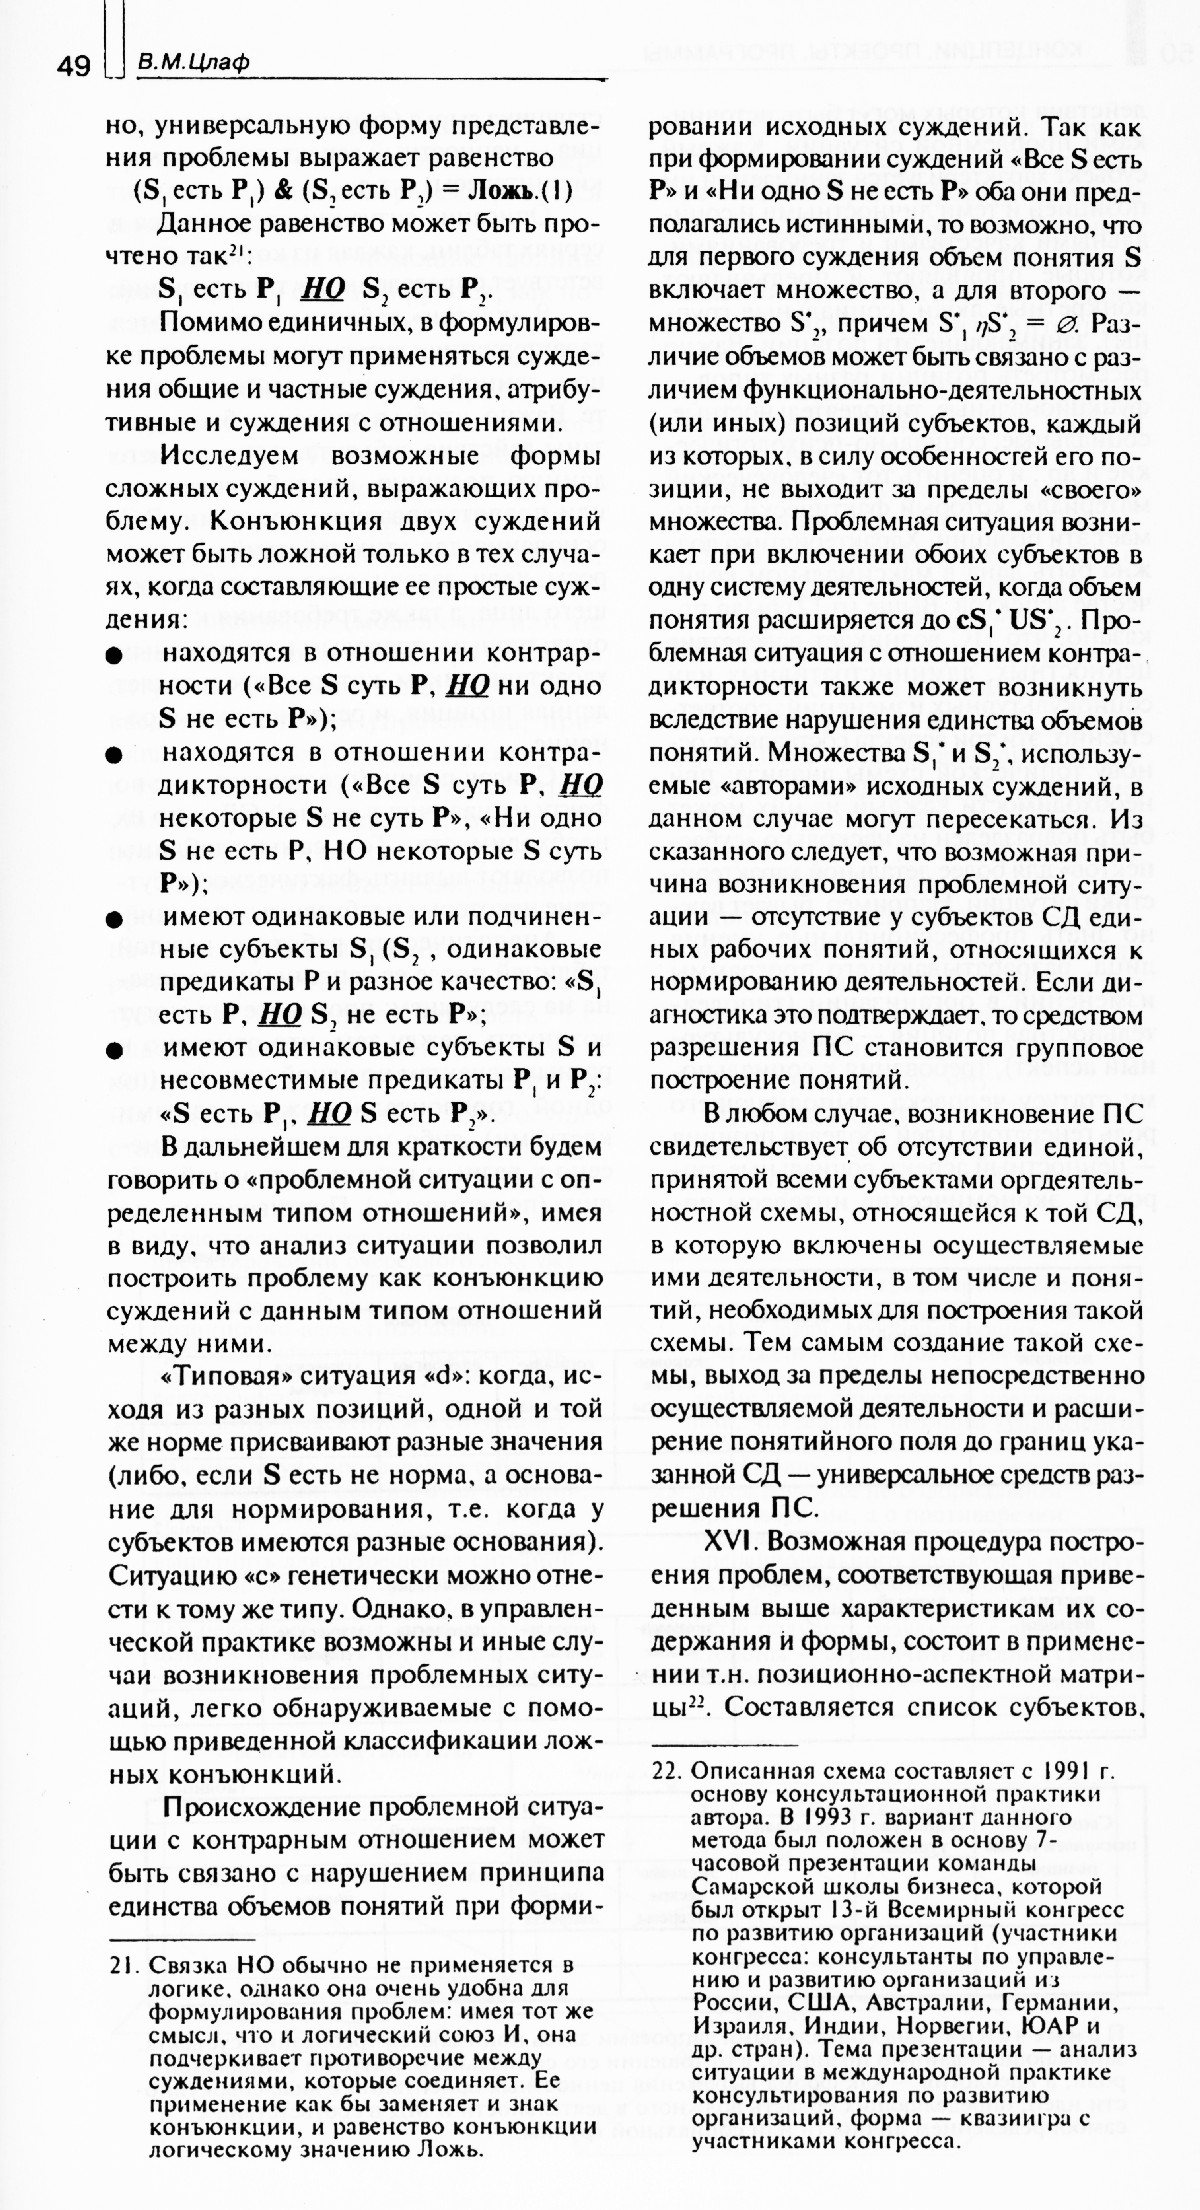 49
В.М.Цлаф
но, универсальную форму представле-
ния проблемы выражает равенство
(S₁ есть P₁) & (S₂ есть P₂) = Ложь.(1)
Данное равенство может быть про-
чтено так²¹:
S₁ есть P₁ НО S₂ есть P₂.
Помимо единичных, в формулиров-
ке проблемы могут применяться сужде-
ния общие и частные суждения, атрибу-
тивные и суждения с отношениями.
Исследуем возможные формы
сложных суждений, выражающих про-
блему. Конъюнкция двух суждений
может быть ложной только в тех случа-
ях, когда составляющие ее простые суж-
дения:
● находятся в отношении контрар-
ности («Все S суть P, НО ни одно
S не есть P»);
● находятся в отношении контра-
дикторности («Все S суть P, НО
некоторые S не суть P», «Ни одно
S не есть P, НО некоторые S суть
P»);
● имеют одинаковые или подчинен-
ные субъекты S₁ (S₂ , одинаковые
предикаты P и разное качество: «S₁
есть P, НО S₂ не есть P»;
● имеют одинаковые субъекты S и
несовместимые предикаты P₁ и P₂:
«S есть P₁, НО S есть P₂».
В дальнейшем для краткости будем
говорить о «проблемной ситуации с оп-
ределенным типом отношений», имея
в виду, что анализ ситуации позволил
построить проблему как конъюнкцию
суждений с данным типом отношений
между ними.
«Типовая» ситуация «d»: когда, ис-
ходя из разных позиций, одной и той
же норме присваивают разные значения
(либо, если S есть не норма, а основа-
ние для нормирования, т.е. когда у
субъектов имеются разные основания).
Ситуацию «с» генетически можно отне-
сти к тому же типу. Однако, в управлен-
ческой практике возможны и иные слу-
чаи возникновения проблемных ситу-
аций, легко обнаруживаемые с помо-
щью приведенной классификации лож-
ных конъюнкций.
Происхождение проблемной ситуа-
ции с контрарным отношением может
быть связано с нарушением принципа
единства объемов понятий при форми-
21. Связка НО обычно не применяется в
логике, однако она очень удобна для
формулирования проблем: имея тот же
смысл, что и логический союз И, она
подчеркивает противоречие между
суждениями, которые соединяет. Ее
применение как бы заменяет и знак
конъюнкции, и равенство конъюнкции
логическому значению Ложь.
ровании исходных суждений. Так как
при формировании суждений «Все S есть
P» и «Ни одно S не есть P» оба они пред-
полагались истинными, то возможно, что
для первого суждения объем понятия S
включает множество, а для второго —
множество S*₂, причем S*₁ ηS*₂ = ∅. Раз-
личие объемов может быть связано с раз-
личием функционально-деятельностных
(или иных) позиций субъектов, каждый
из которых, в силу особенностей его по-
зиции, не выходит за пределы «своего»
множества. Проблемная ситуация возни-
кает при включении обоих субъектов в
одну систему деятельностей, когда объем
понятия расширяется до cS₁* US*₂. Про-
блемная ситуация с отношением контра-
дикторности также может возникнуть
вследствие нарушения единства объемов
понятий. Множества S₁* и S₂*, используе-
емые «авторами» исходных суждений, в
данном случае могут пересекаться. Из
сказанного следует, что возможная при-
чина возникновения проблемной ситу-
ации — отсутствие у субъектов СД еди-
ных рабочих понятий, относящихся к
нормированию деятельностей. Если ди-
агностика это подтверждает, то средством
разрешения ПС становится групповое
построение понятий.
В любом случае, возникновение ПС
свидетельствует об отсутствии единой,
принятой всеми субъектами оргдеятель-
ностной схемы, относящейся к той СД,
в которую включены осуществляемые
ими деятельности, в том числе и поня-
тий, необходимых для построения такой
схемы. Тем самым создание такой схе-
мы, выход за пределы непосредственно
осуществляемой деятельности и расши-
рение понятийного поля до границ ука-
занной СД — универсальное средств раз-
решения ПС.
XVI. Возможная процедура постро-
ения проблем, соответствующая приве-
денным выше характеристикам их со-
держания и формы, состоит в примене-
нии т.н. позиционно-аспектной матри-
цы²². Составляется список субъектов,
22. Описанная схема составляет с 1991 г.
основу консультационной практики
автора. В 1993 г. вариант данного
метода был положен в основу 7-
часовой презентации команды
Самарской школы бизнеса, которой
был открыт 13-й Всемирный конгресс
по развитию организаций (участники
конгресса: консультанты по управле-
нию и развитию организаций из
России, США, Австралии, Германии,
Израиля, Индии, Норвегии, ЮАР и
др. стран). Тема презентации — анализ
ситуации в международной практике
консультирования по развитию
организаций, форма — квазиигра с
участниками конгресса.